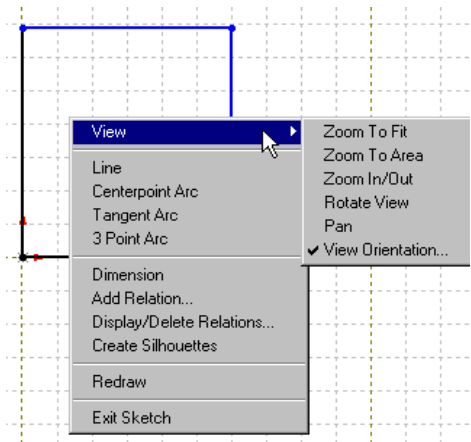 View
Line
Centerpoint Arc
Tangent Arc
3 Point Arc
Dimension
Add Relation...
Display/Delete Relations...
Create Silhouettes
Redraw
Exit Sketch
Zoom To Fit
Zoom To Area
Zoom In/Out
Rotate View
Pan
View Orientation...